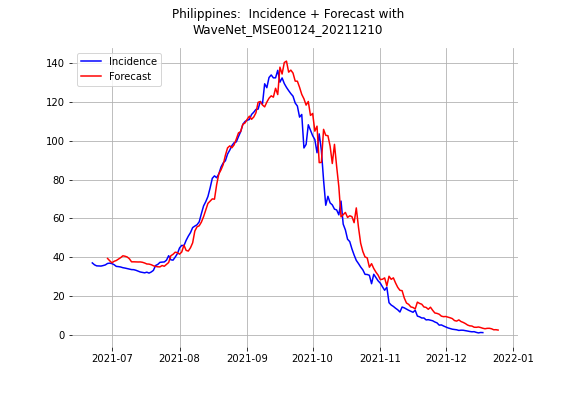 Philippines:  Incidence + Forecast with
WaveNet_MSE00124_20211210
Incidence
Forecast
140
120
100
80
60
40
20
0
2021-07 2021-08 2021-09 2021-10 2021-11 2021-12 2022-01